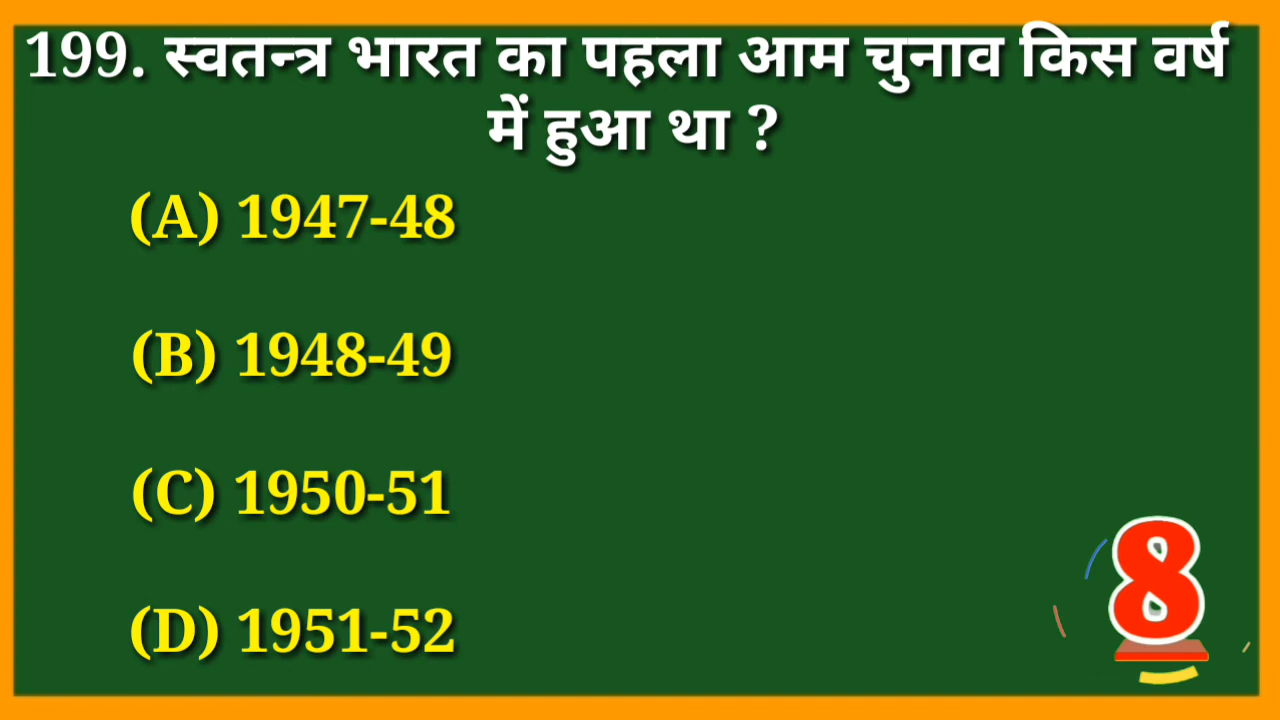 199. स्वतन्त्र भारत का पहला आम चुनाव किस वर्ष
में हुआ था ?
(A) 1947-48
(B) 1948-49
(C) 1950-51
(D) 1951-52
8